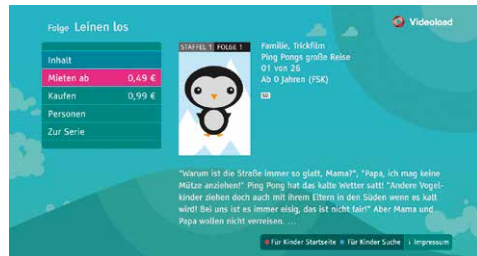 Folge Leinen los
Videoload
Inhalt
Mieten ab 0,49 €
Kaufen 0,99 €
Personen
Zur Serie
STAFFEL 1 FOLGE 1
Familie, Trickfilm
Ping Pongs große Reise
01 von 26
Ab 0 Jahren (FSK)
SD
"Warum ist die Straße immer so glatt, Mama?", "Papa, ich mag keine
Mütze anziehen!" Ping Pong hat das kalte Wetter satt! "Andere Vogel-
kinder ziehen doch auch mit ihrem Eltern in den Süden wenn es kalt
wird! Bei uns ist es immer eisig, das ist nicht fair!" Aber Mama und
Papa wollen nicht verreisen. ...
Für Kinder Startseite Für Kinder Suche i Impressum